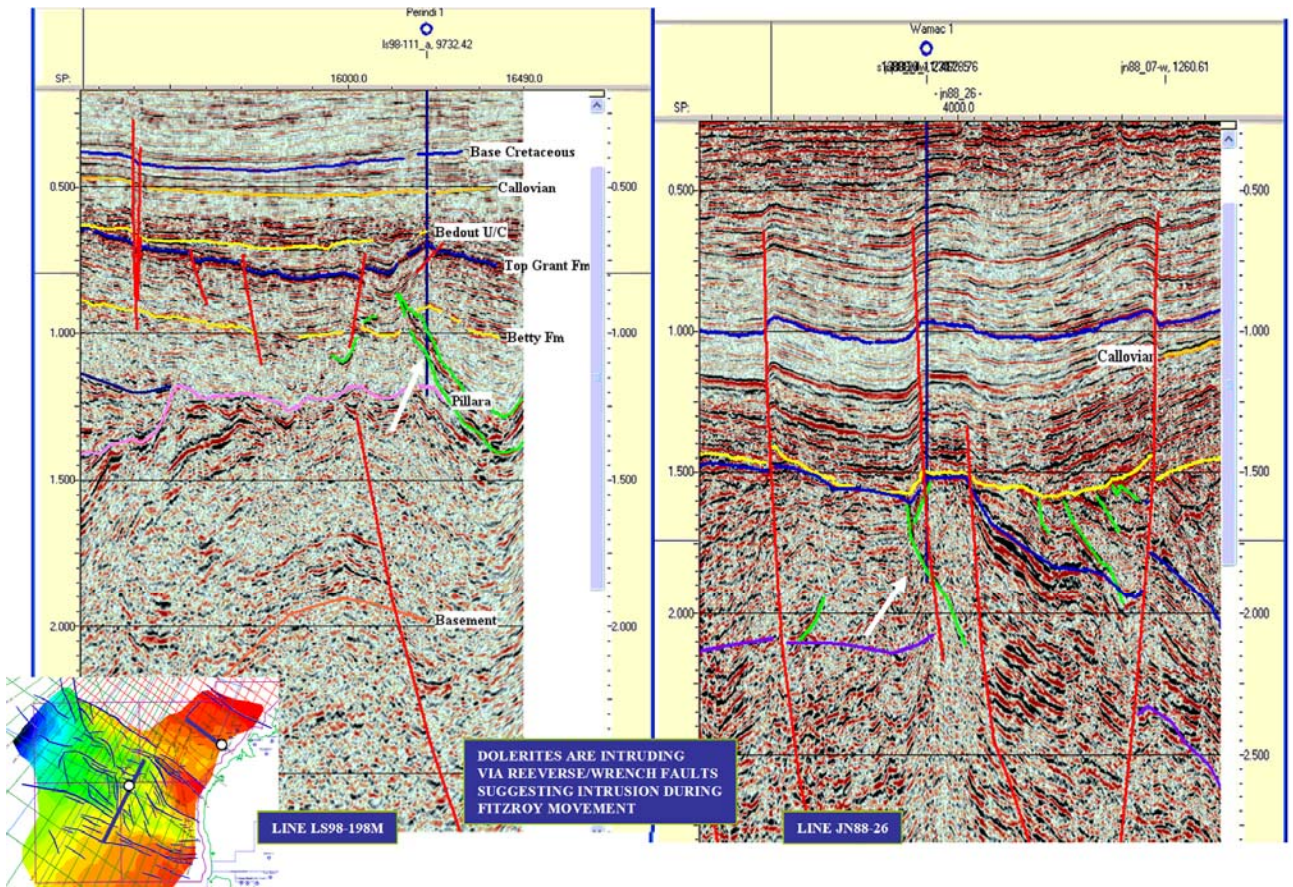 Perindi 1
ls98-111_a, 9732.42
SP:
16000.0
16490.0
Base Cretaceous
0.500
Callovian
-0.500
Bedout U/C
Top Grant Fm
1.000
Betty Fm
-1.000
Pillara
1.500
-1.500
2.000
Basement
-2.000
Wamac 1
jn88_07-w, 1260.61
- jn88_26 -
SP:
4000.0
0.500
-0.500
1.000
-1.000
Callovian
1.500
-1.500
2.000
-2.000
2.500
-2.500
DOLERITES ARE INTRUDING
VIA REEVERSE/WRENCH FAULTS
SUGGESTING INTRUSION DURING
FITZROY MOVEMENT
LINE LS98-198M
LINE JN88-26